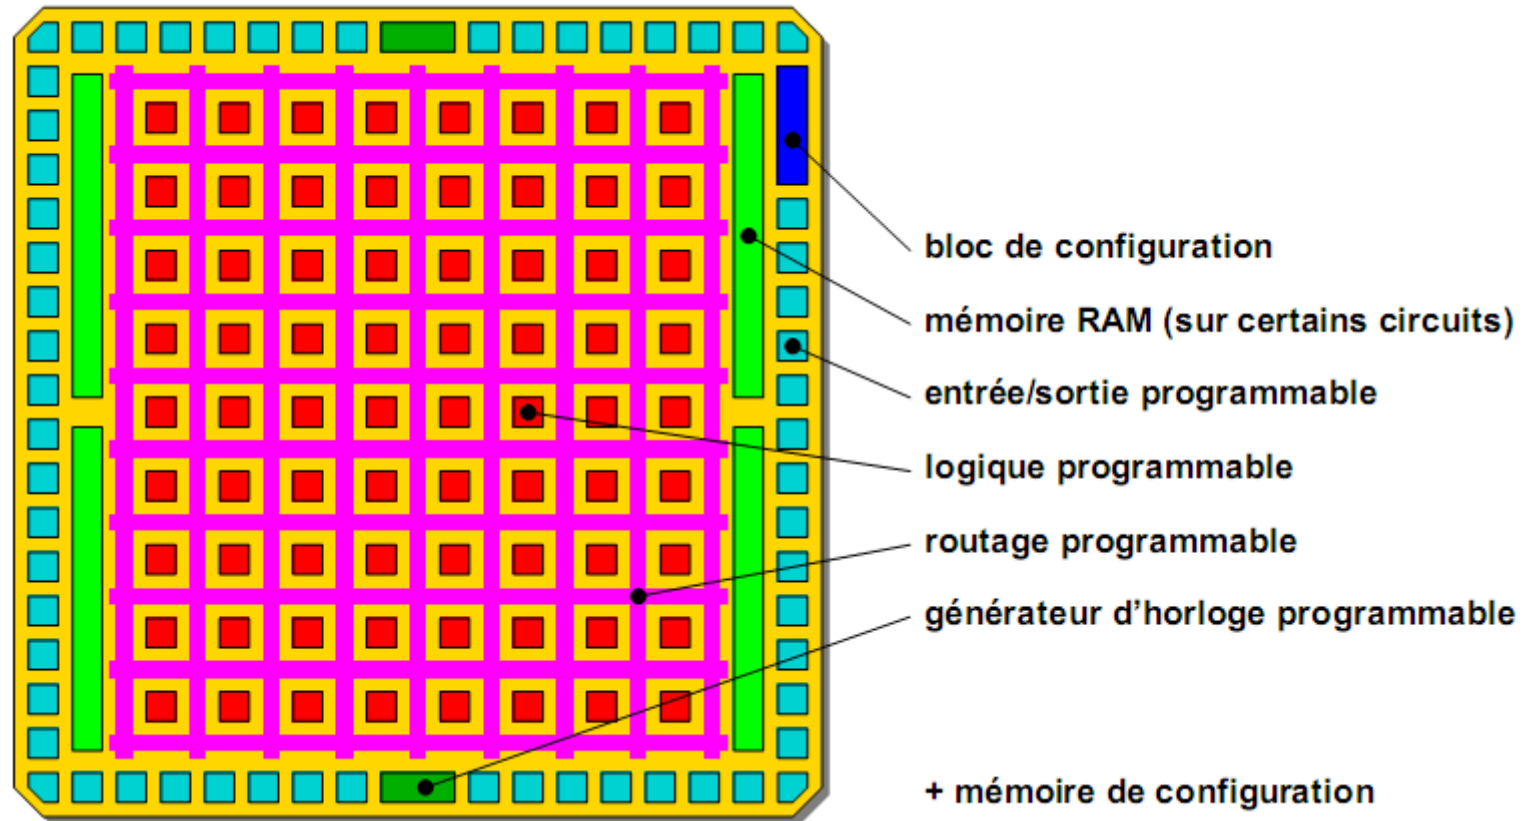 bloc de configuration
mémoire RAM (sur certains circuits)
entrée/sortie programmable
logique programmable
routage programmable
générateur d’horloge programmable
+ mémoire de configuration